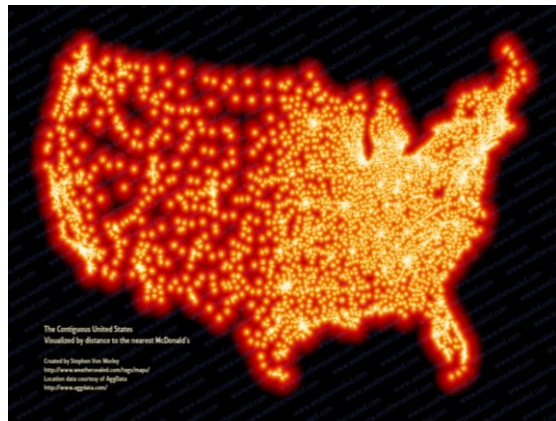 The Contiguous United States
Visualized by distance to the nearest McDonald's
Created by Stephen Von Worley
http://www.weathersealed.com/tags/maps/
Location data courtesy of AggData
http://www.aggdata.com/